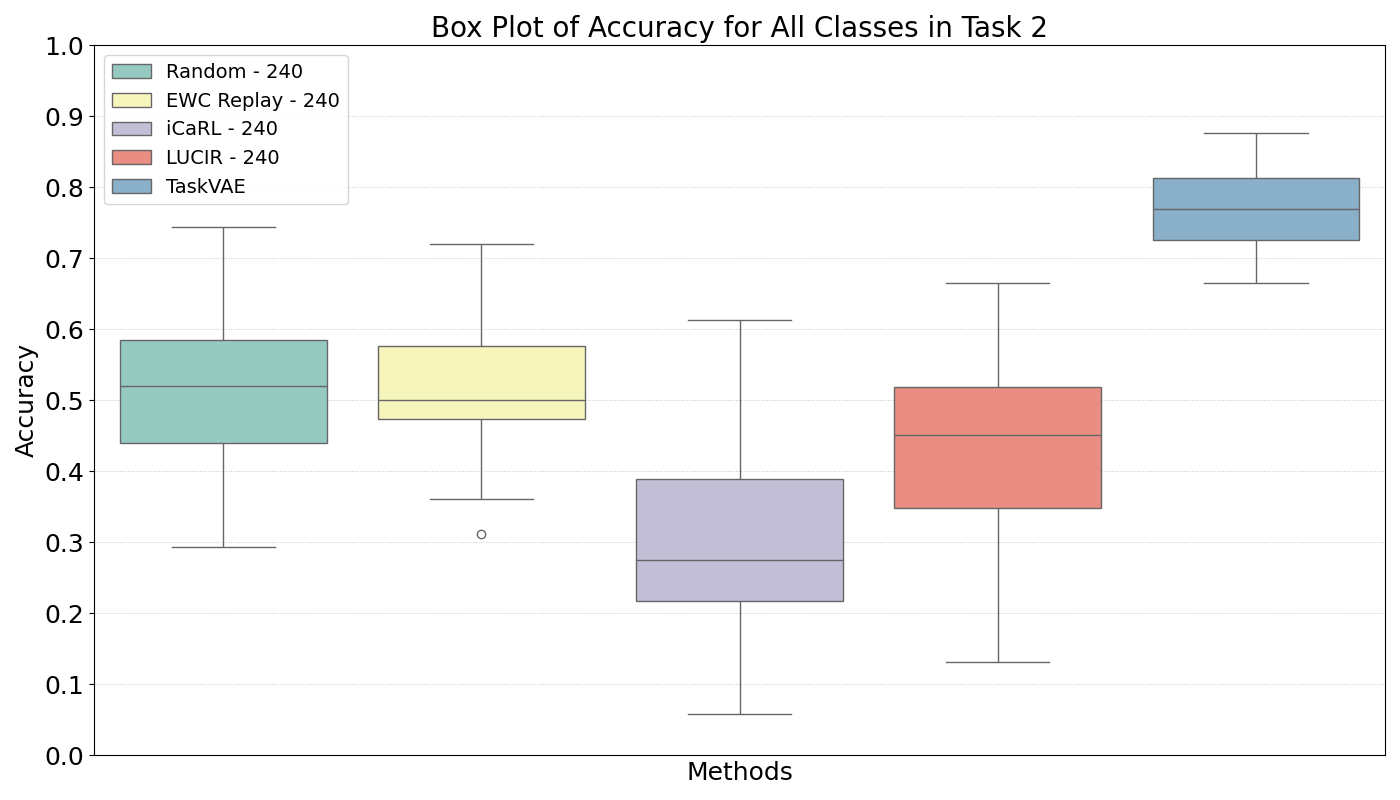 Box Plot of Accuracy for All Classes in Task 2
1.0
0.9
0.8
0.7
0.6
0.5
0.4
0.3
0.2
0.1
0.0
Accuracy
Random - 240
EWC Replay - 240
iCaRL - 240
LUCIR - 240
TaskVAE
Methods